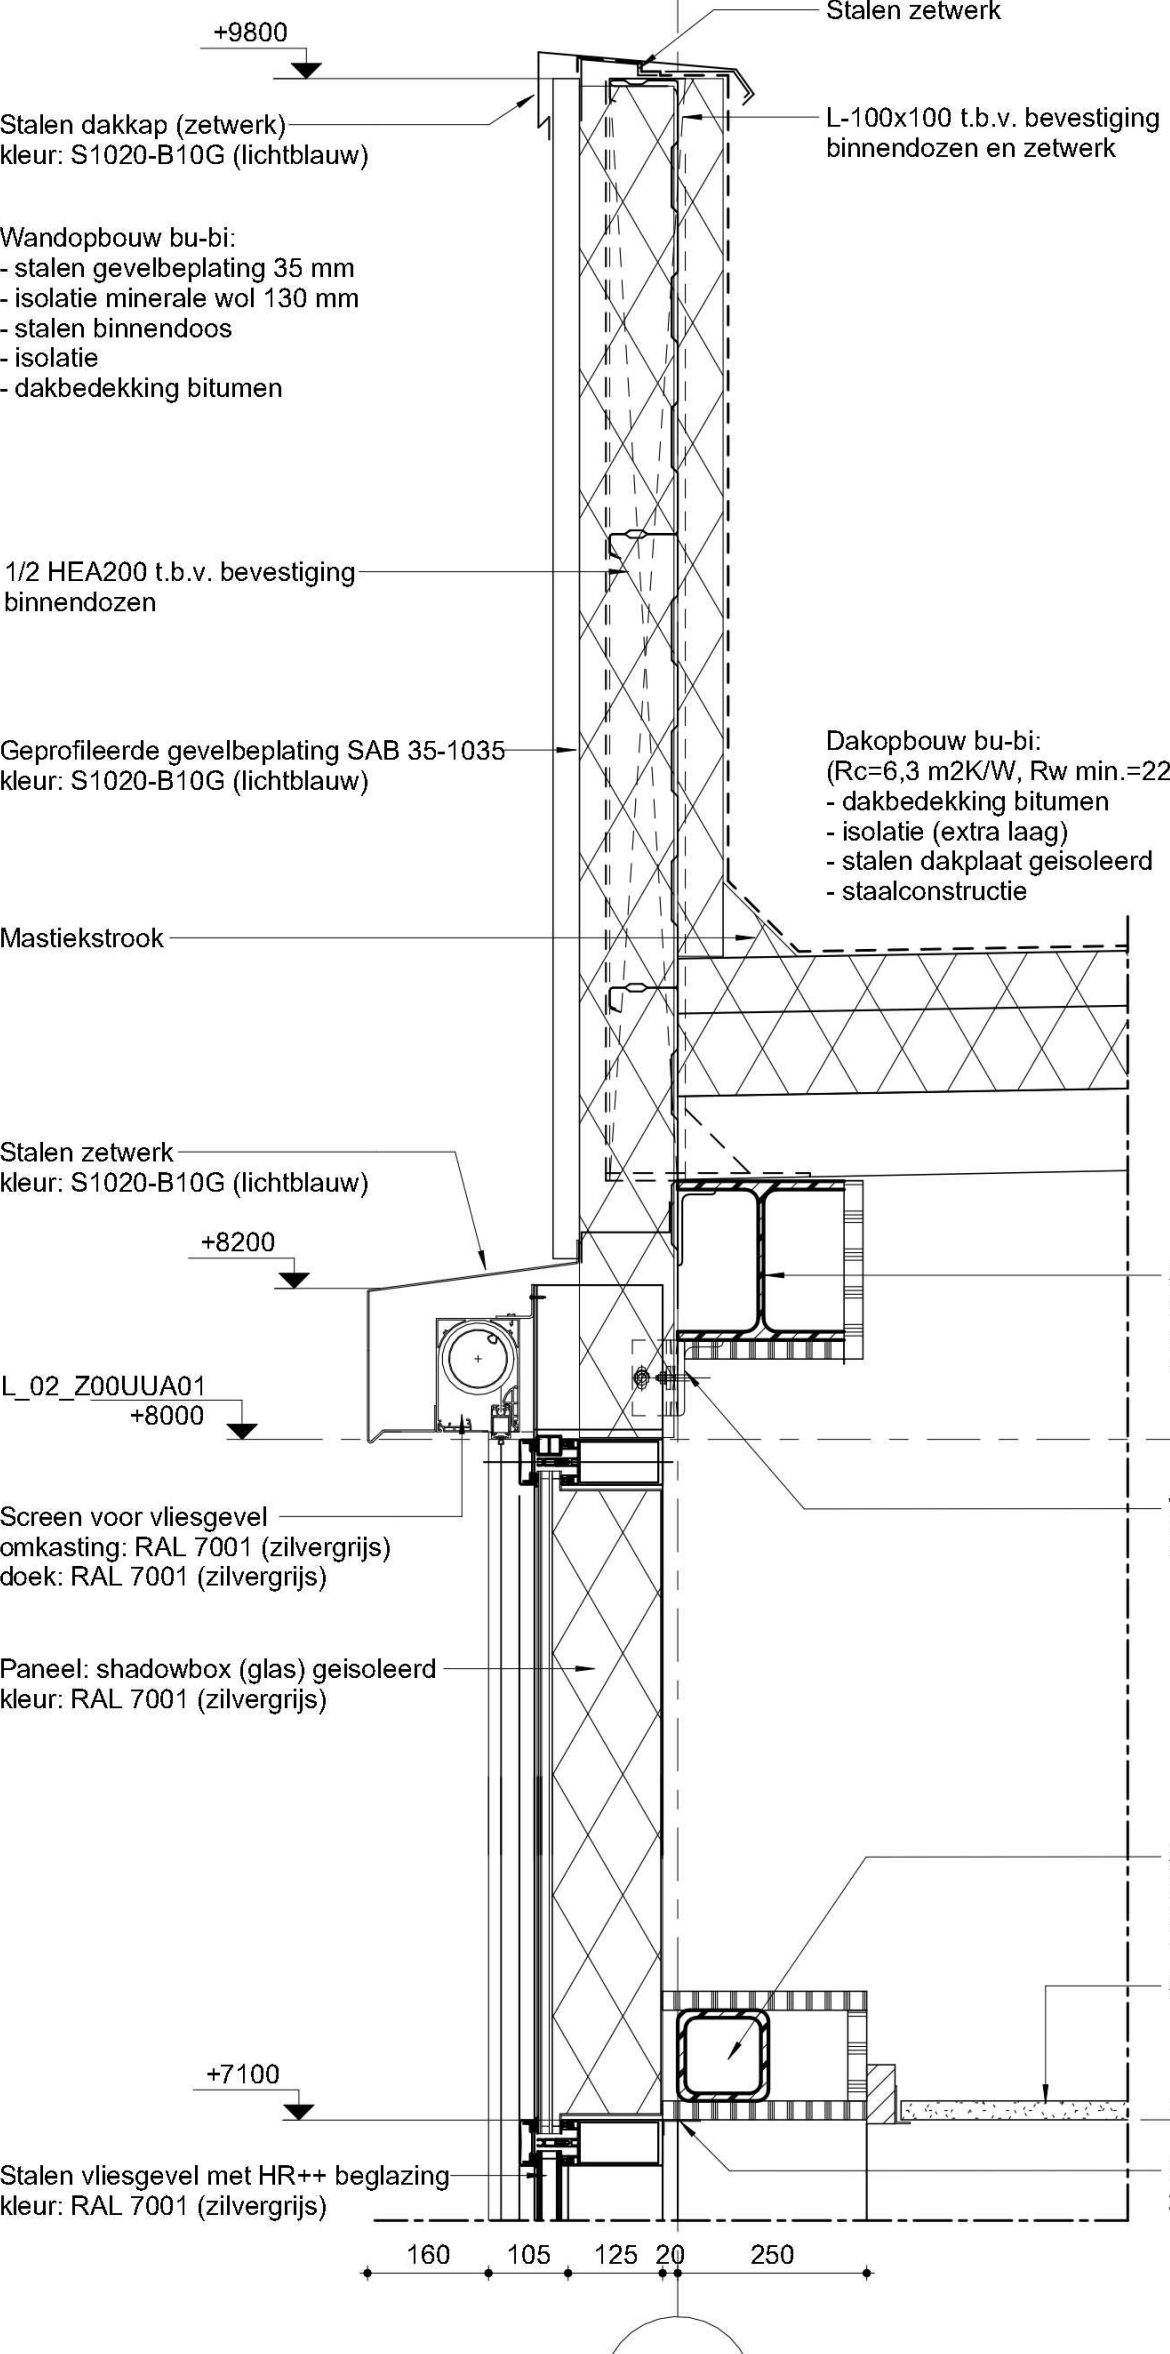 Stalen zetwerk
+9800
L-100x100 t.b.v. bevestiging
binnendozen en zetwerk
Stalen dakkap (zetwerk)
kleur: S1020-B10G (lichtblauw)
Wandopbouw bu-bi:
- stalen gevelbeplating 35 mm
- isolatie minerale wol 130 mm
- stalen binnendoos
- isolatie
- dakbedekking bitumen
1/2 HEA200 t.b.v. bevestiging
binnendozen
Geprofileerde gevelbeplating SAB 35-1035
kleur: S1020-B10G (lichtblauw)
Dakopbouw bu-bi:
(Rc=6,3 m2K/W, Rw min.=22
- dakbedekking bitumen
- isolatie (extra laag)
- stalen dakplaat geisoleerd
- staalconstructie
Mastiekstrook
Stalen zetwerk
kleur: S1020-B10G (lichtblauw)
+8200
L_02_Z00UUA01
+8000
Screen voor vliesgevel
omkasting: RAL 7001 (zilvergrijs)
doek: RAL 7001 (zilvergrijs)
Paneel: shadowbox (glas) geisoleerd
kleur: RAL 7001 (zilvergrijs)
+7100
Stalen vliesgevel met HR++ beglazing
kleur: RAL 7001 (zilvergrijs)
160 105 125 20 250